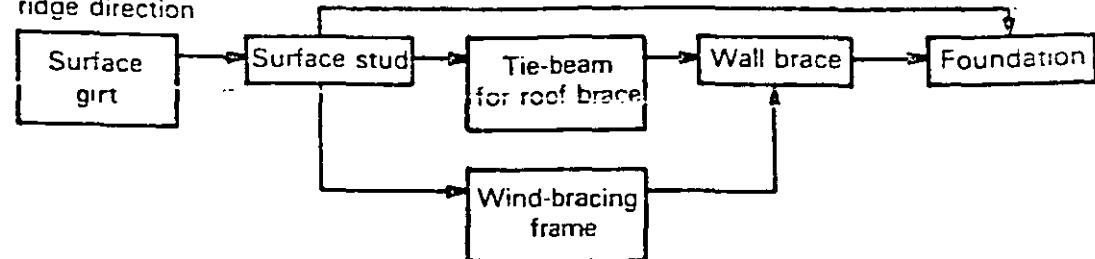 ridge direction
Surface
girt
Surface stud
Tie-beam
for roof brace
Wall brace
Foundation
Wind-bracing
frame